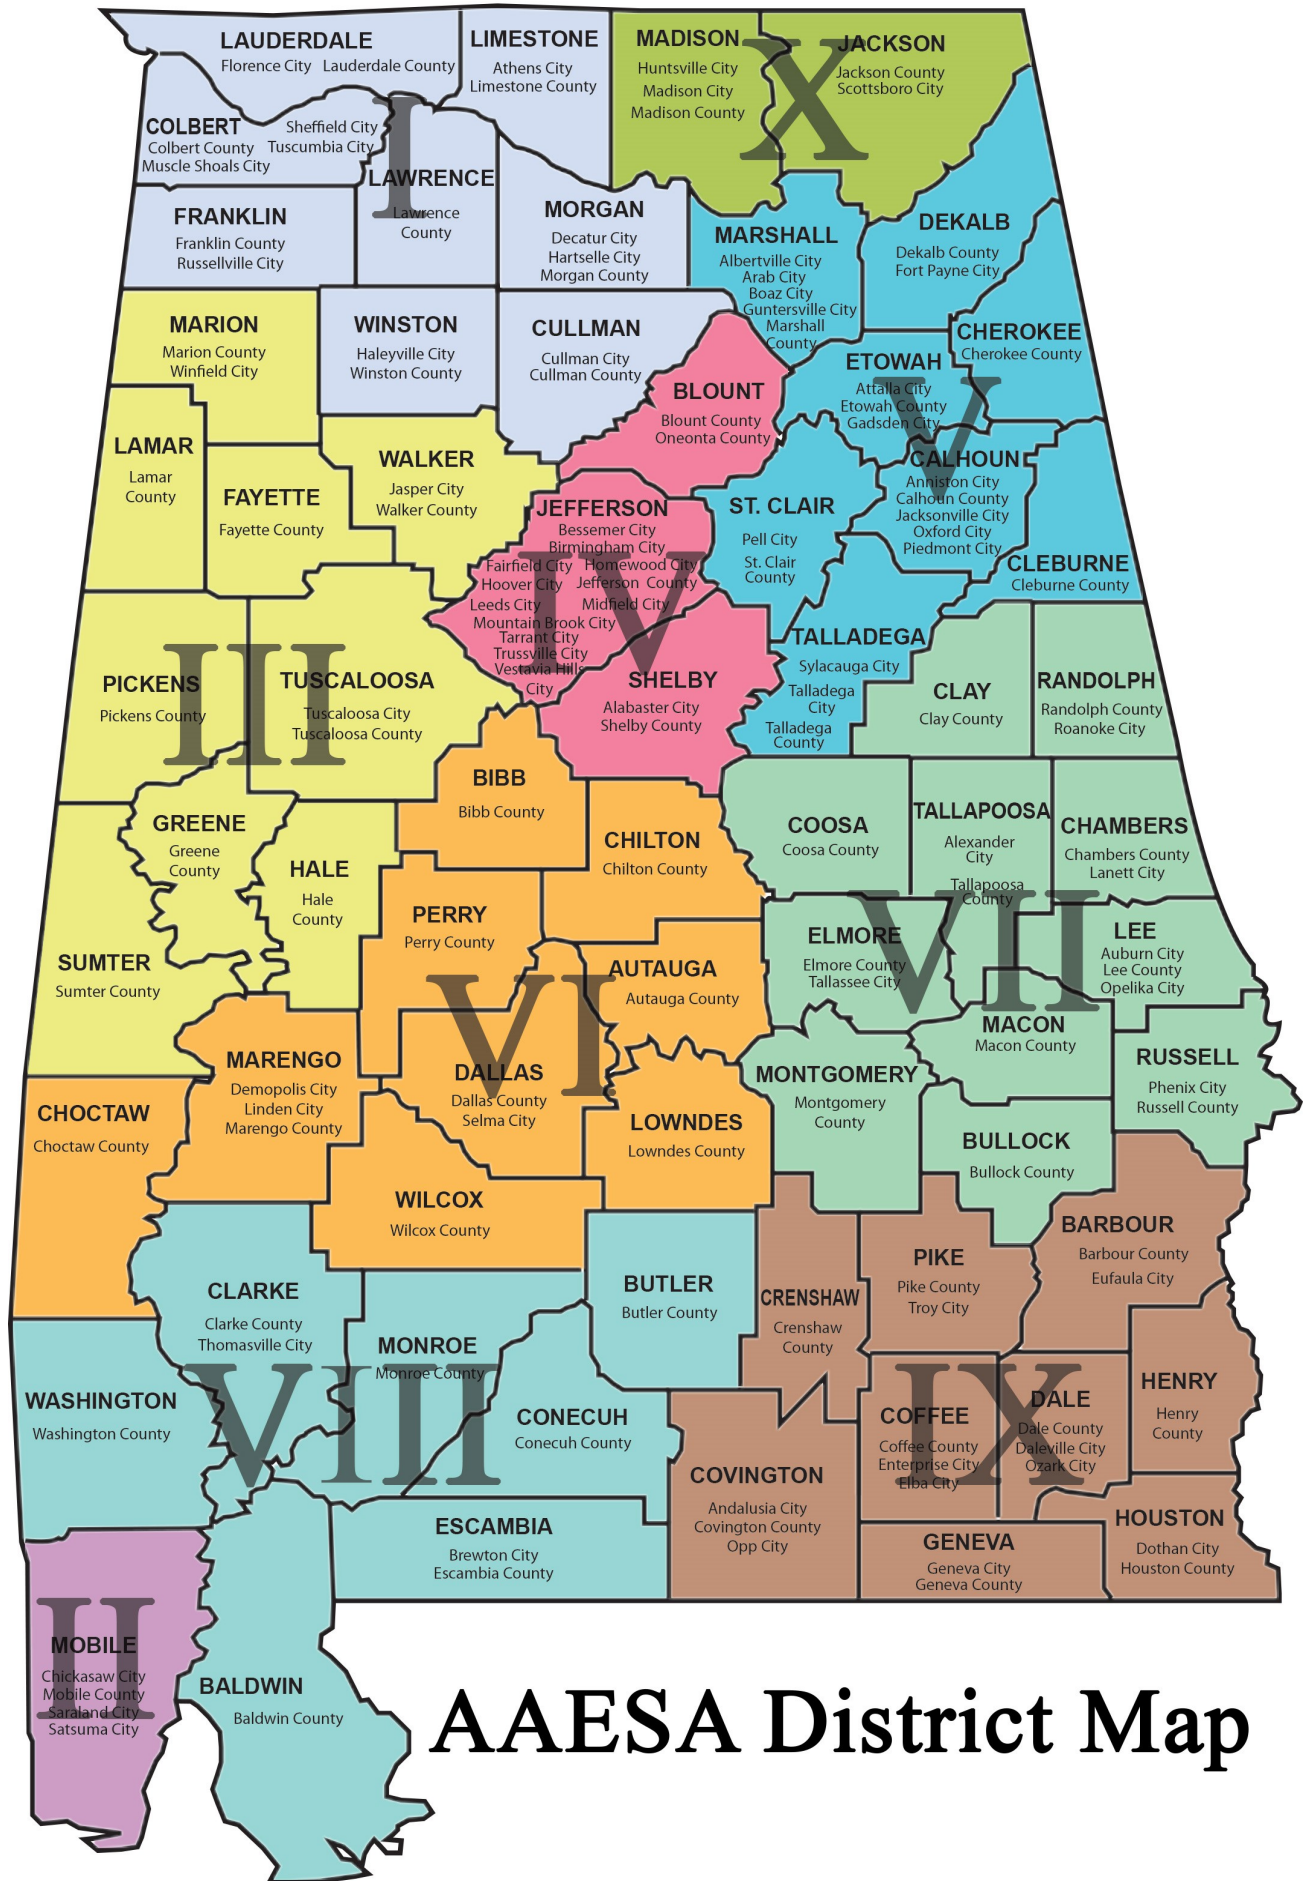 LAUDERDALE
Florence City Lauderdale County
LIMESTONE
Athens City
Limestone County
MADISON
Huntsville City
Madison City
Madison County
JACKSON
Jackson County
Scottsboro City
X
COLBERT
Colbert County
Muscle Shoals City
Sheffield City
Tuscumbia City
I
LAWRENCE
Lawrence
County
FRANKLIN
Franklin County
Russellville City
MORGAN
Decatur City
Hartselle City
Morgan County
MARSHALL
Albertville City
Arab City
Boaz City
Guntersville City
Marshall
County
DEKALB
Dekalb County
Fort Payne City
MARION
Marion County
Winfield City
WINSTON
Haleyville City
Winston County
CULLMAN
Cullman City
Cullman County
BLOUNT
Blount County
Oneonta County
ETOWAH
Attalla City
Etowah County
Gadsden City
CHEROKEE
Cherokee County
V
LAMAR
Lamar
County
FAYETTE
Fayette County
WALKER
Jasper City
Walker County
JEFFERSON
Bessemer City
Birmingham City
Fairfield City Homewood City
Hoover City Jefferson County
Leeds City Midfield City
Mountain Brook City
Tarrant City
Trussville City
Vestavia Hills
City
IV
ST. CLAIR
Pell City
St. Clair
County
CALHOUN
Anniston City
Calhoun County
Jacksonville City
Oxford City
Piedmont City
CLEBURNE
Cleburne County
PICKENS
Pickens County
III
TUSCALOOSA
Tuscaloosa City
Tuscaloosa County
SHELBY
Alabaster City
Shelby County
TALLADEGA
Sylacauga City
Talladega
City
Talladega
County
CLAY
Clay County
RANDOLPH
Randolph County
Roanoke City
GREENE
Greene
County
HALE
Hale
County
BIBB
Bibb County
CHILTON
Chilton County
COOSA
Coosa County
TALLAPOOSA
Alexander
City
Tallapoosa
County
CHAMBERS
Chambers County
Lanett City
SUMTER
Sumter County
PERRY
Perry County
AUTAUGA
Autauga County
VI
ELMORE
Elmore County
Tallassee City
VII
LEE
Auburn City
Lee County
Opelika City
MARENGO
Demopolis City
Linden City
Marengo County
DALLAS
Dallas County
Selma City
MONTGOMERY
Montgomery
County
MACON
Macon County
RUSSELL
Phenix City
Russell County
CHOCTAW
Choctaw County
LOWNDES
Lowndes County
BULLOCK
Bullock County
WILCOX
Wilcox County
CLARKE
Clarke County
Thomasville City
BUTLER
Butler County
CRENSHAW
Crenshaw
County
PIKE
Pike County
Troy City
BARBOUR
Barbour County
Eufaula City
MONROE
Monroe County
VIII
WASHINGTON
Washington County
CONECUH
Conecuh County
COFFEE
Coffee County
Enterprise City
Elba City
IX
DALE
Dale County
Daleville City
Ozark City
HENRY
Henry
County
COVINGTON
Andalusia City
Covington County
Opp City
ESCAMBIA
Brewton City
Escambia County
GENEVA
Geneva City
Geneva County
HOUSTON
Dothan City
Houston County
II
MOBILE
Chickasaw City
Mobile County
Saraland City
Satsuma City
BALDWIN
Baldwin County
AAESA District Map